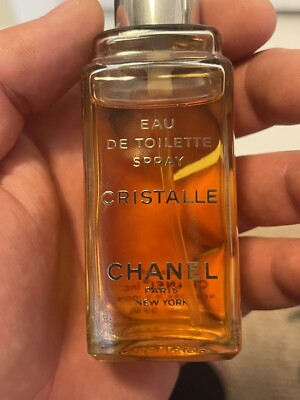 EAU
DE TOILETTE
SPRAY
CRISTALLE
CHANEL
PARIS
NEW YORK